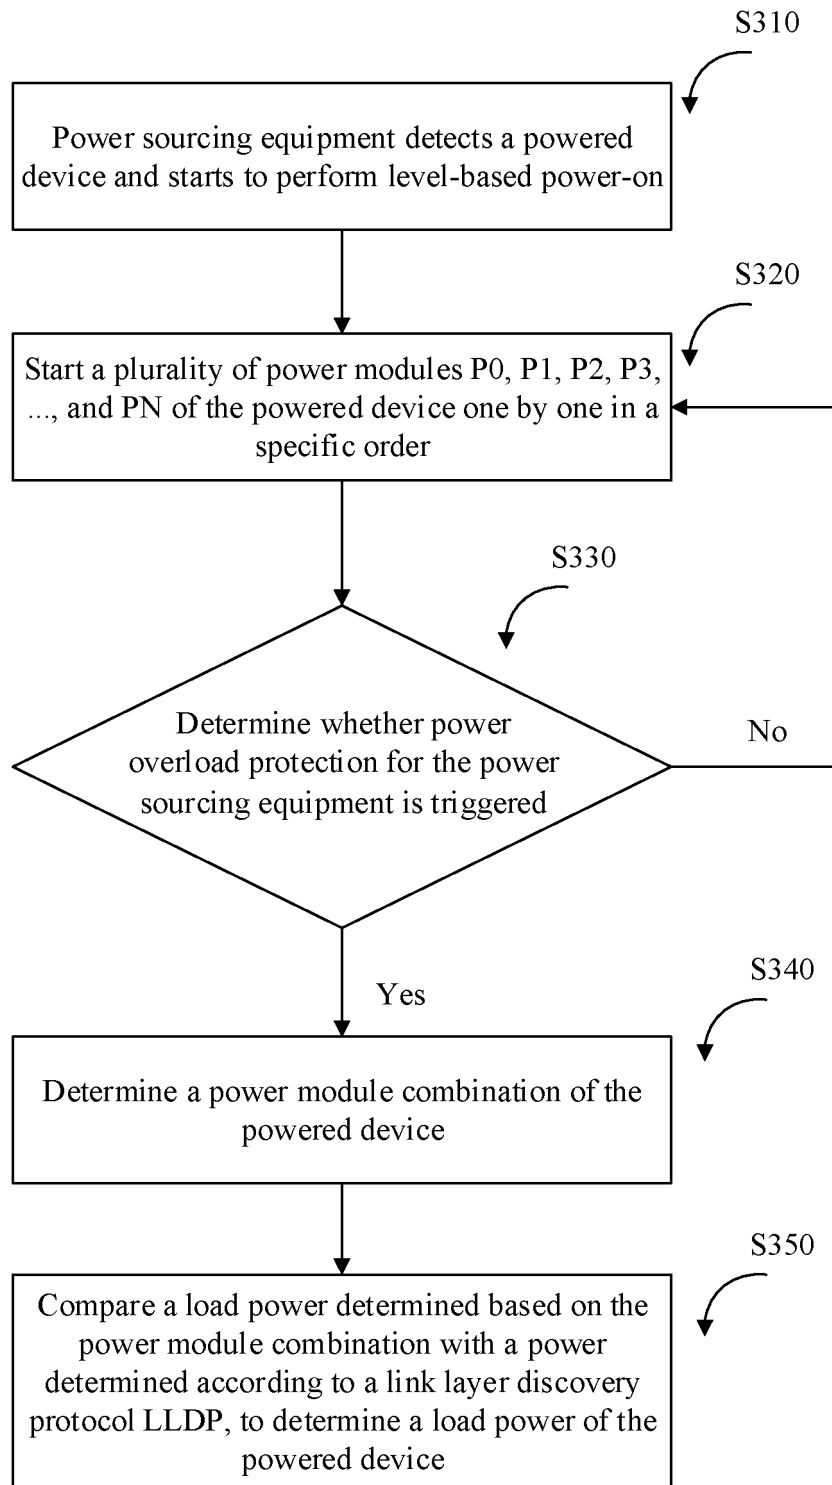 S310
Power sourcing equipment detects a powered
device and starts to perform level-based power-on
S320
Start a plurality of power modules P0, P1, P2, P3,
..., and PN of the powered device one by one in a
specific order
S330
Determine whether power
overload protection for the power
sourcing equipment is triggered
No
Yes
S340
Determine a power module combination of the
powered device
S350
Compare a load power determined based on the
power module combination with a power
determined according to a link layer discovery
protocol LLDP, to determine a load power of the
powered device